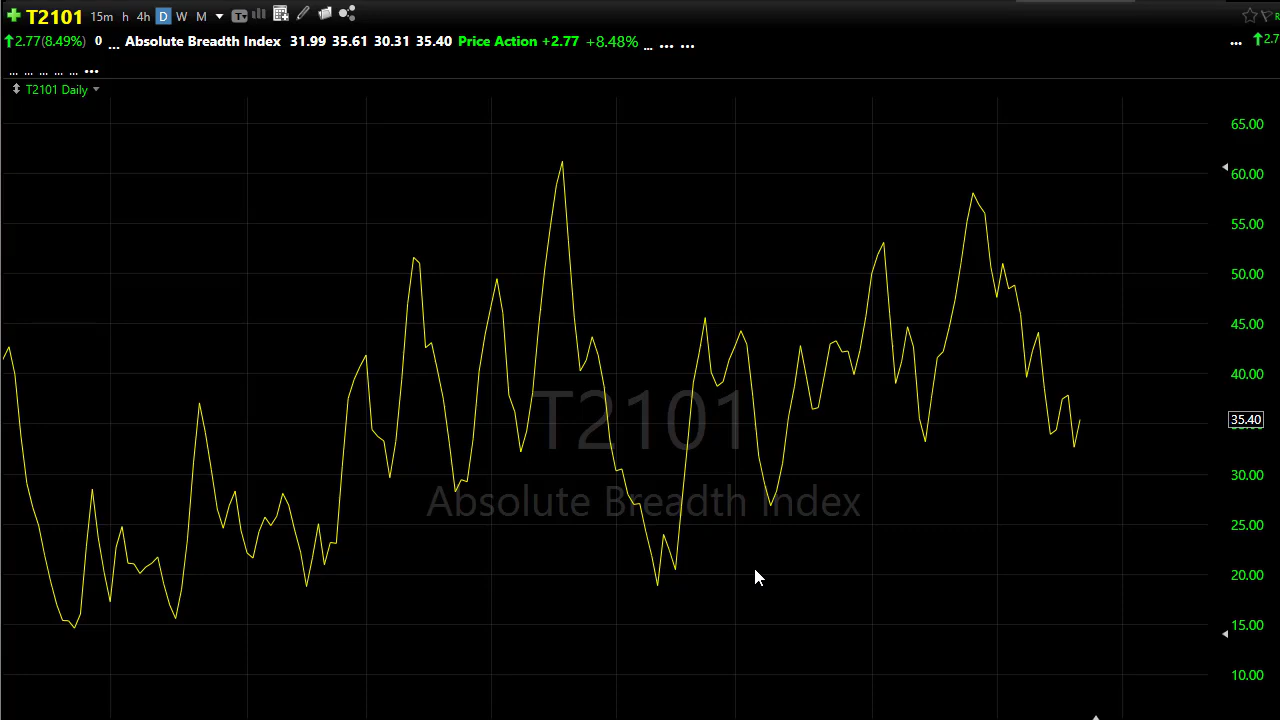 T2101 15m h 4h D W M T
2.77(8.49%) 0 ... Absolute Breadth Index 31.99 35.61 30.31 35.40 Price Action +2.77 +8.48% ... ... ... ... 2.7
... ... ... ... ... ...
T2101 Daily
65.00
60.00
55.00
50.00
45.00
40.00
T2101
35.40
30.00
Absolute Breadth Index
25.00
20.00
15.00
10.00